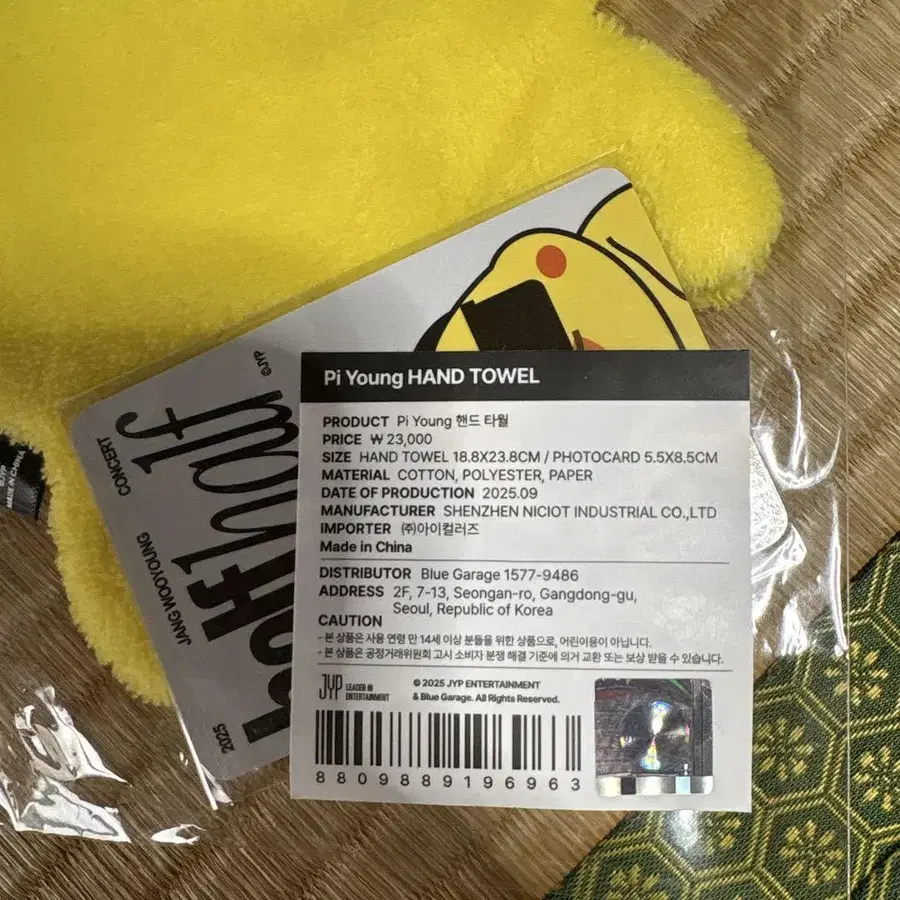 Pi Young HAND TOWEL
PRODUCT Pi Young 핸드 타월
PRICE ₩ 23,000
SIZE HAND TOWEL 18.8X23.8CM / PHOTOCARD 5.5X8.5CM
MATERIAL COTTON, POLYESTER, PAPER
DATE OF PRODUCTION 2025.09
MANUFACTURER SHENZHEN NICIOT INDUSTRIAL CO.,LTD
IMPORTER ㈜아이컬러즈
Made in China
DISTRIBUTOR Blue Garage 1577-9486
ADDRESS 2F, 7-13, Seongan-ro, Gangdong-gu,
Seoul, Republic of Korea
CAUTION
- 본 상품은 사용 연령 만 14세 이상 분들을 위한 상품으로, 어린이용이 아닙니다.
- 본 상품은 공정거래위원회 고시 소비자 분쟁 해결 기준에 의거 교환 또는 보상 받을 수 있습니다.
JYP LEADER IN
ENTERTAINMENT
© 2025 JYP ENTERTAINMENT
& Blue Garage. All Rights Reserved.
8809889196963
2025
JANG WOOYOUNG
CONCERT
half half
©JYP
©JYP
MADE IN CHINA